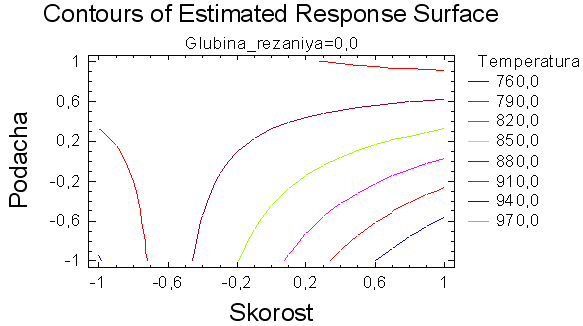 Contours of Estimated Response Surface
Glubina_rezaniya=0,0
Temperatura
760,0
790,0
820,0
850,0
880,0
910,0
940,0
970,0
Podacha
1
0,6
0,2
-0,2
-0,6
-1
-1 -0,6 -0,2 0,2 0,6 1
Skorost